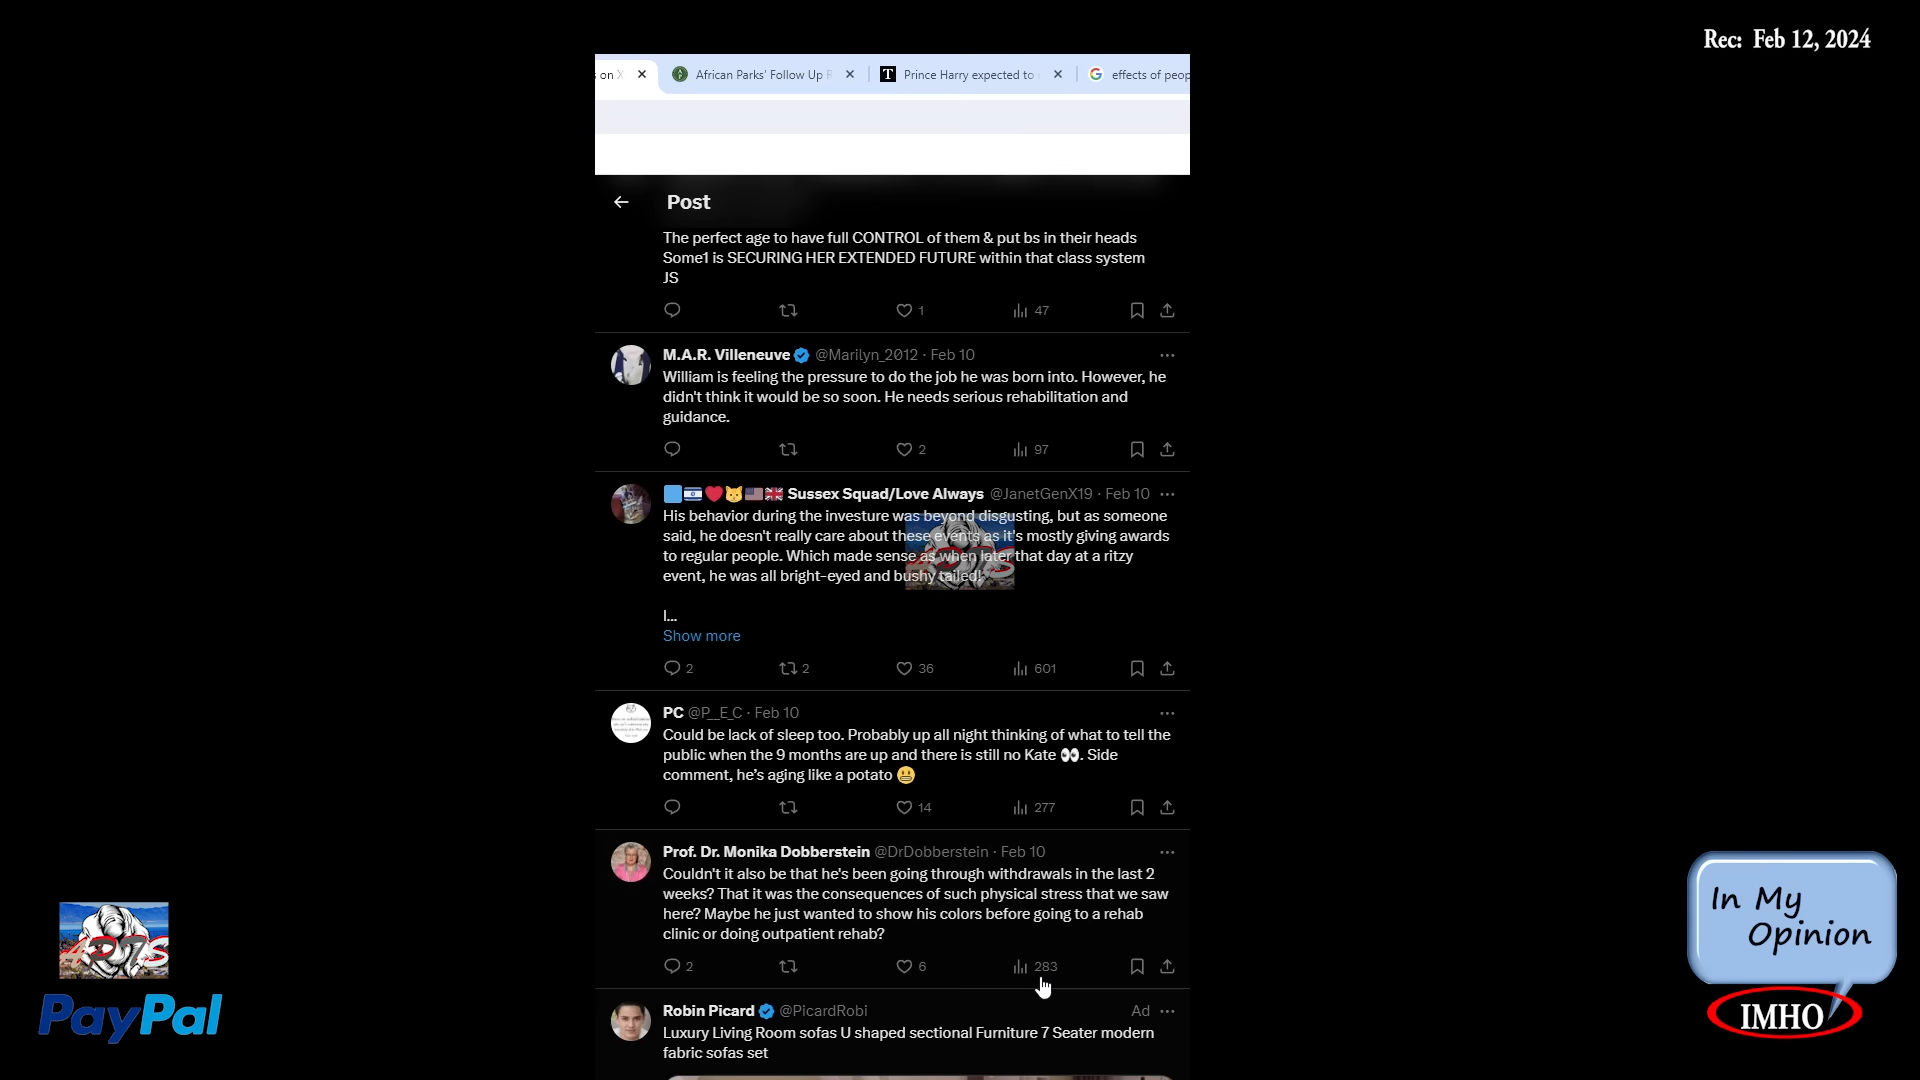 Rec: Feb 12, 2024
on X
African Parks' Follow Up
Prince Harry expected to
effects of peop
Post
The perfect age to have full CONTROL of them & put bs in their heads
Some1 is SECURING HER EXTENDED FUTURE within that class system
JS
1
47
M.A.R. Villeneuve @Marilyn_2012 · Feb 10
William is feeling the pressure to do the job he was born into. However, he
didn't think it would be so soon. He needs serious rehabilitation and
guidance.
2
97
Sussex Squad/Love Always @JanetGenX19 · Feb 10
His behavior during the investure was beyond disgusting, but as someone
said, he doesn't really care about these events as it's mostly giving awards
to regular people. Which made sense as when later that day at a ritzy
event, he was all bright-eyed and bushy tailed!
I...
Show more
2
2
36
601
PC @P__E_C · Feb 10
Could be lack of sleep too. Probably up all night thinking of what to tell the
public when the 9 months are up and there is still no Kate 👀. Side
comment, he's aging like a potato 😬
14
277
Prof. Dr. Monika Dobberstein @DrDobberstein · Feb 10
Couldn't it also be that he's been going through withdrawals in the last 2
weeks? That it was the consequences of such physical stress that we saw
here? Maybe he just wanted to show his colors before going to a rehab
clinic or doing outpatient rehab?
2
6
283
Robin Picard @PicardRobi
Ad
Luxury Living Room sofas U shaped sectional Furniture 7 Seater modern
fabric sofas set
PayPal
In My
Opinion
IMHO